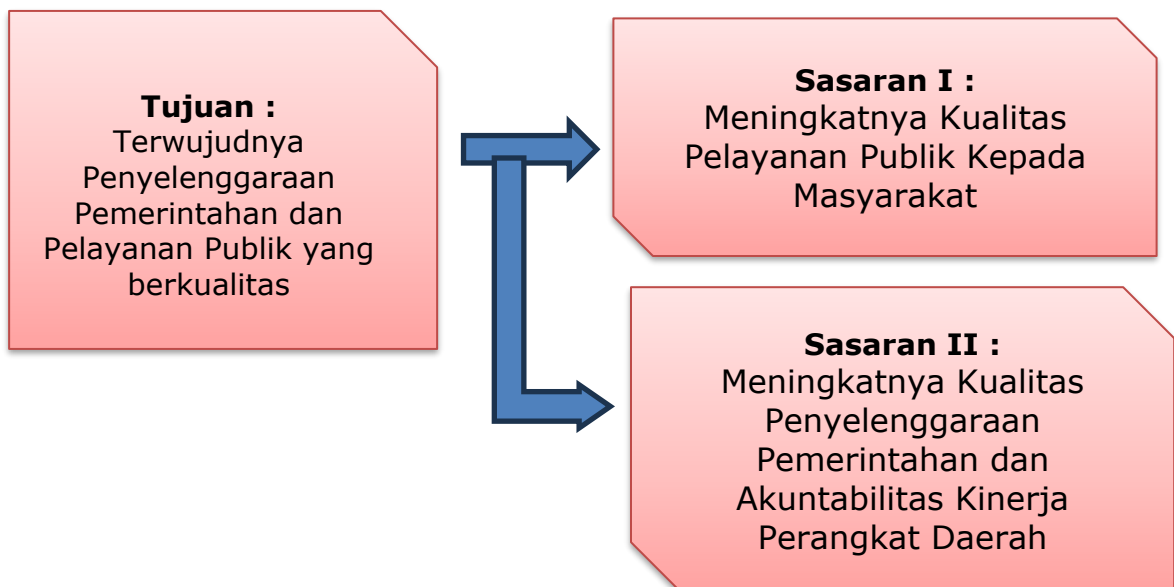 Tujuan :
Terwujudnya
Penyelenggaraan
Pemerintahan dan
Pelayanan Publik yang
berkualitas
Sasaran I :
Meningkatnya Kualitas
Pelayanan Publik Kepada
Masyarakat
Sasaran II :
Meningkatnya Kualitas
Penyelenggaraan
Pemerintahan dan
Akuntabilitas Kinerja
Perangkat Daerah